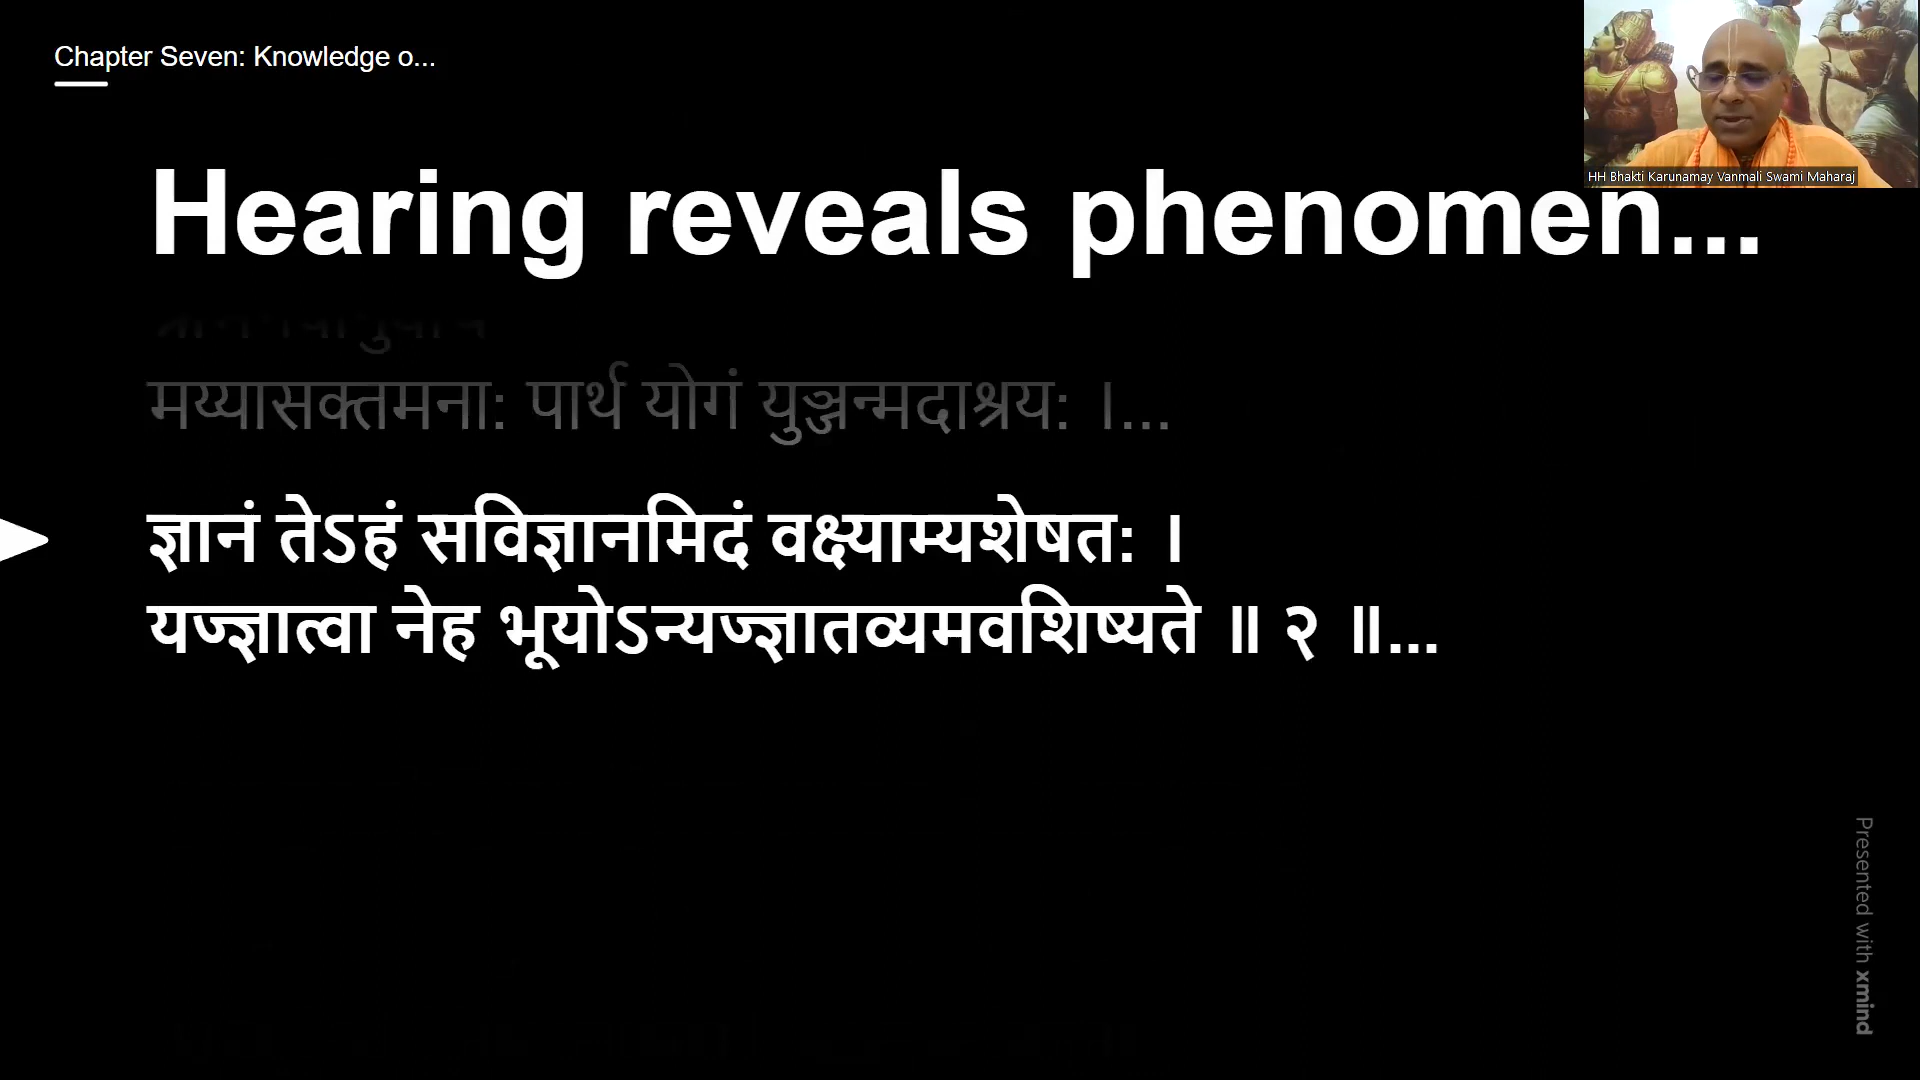 Chapter Seven: Knowledge o...
HH Bhakti Karunamay Vanmali Swami Maharaj
Hearing reveals phenomen...
मय्यासक्तमना: पार्थ योगं युञ्जन्मदाश्रय: ।...
ज्ञानं तेऽहं सविज्ञानमिदं वक्ष्याम्यशेषत: ।
यज्ज्ञात्वा नेह भूयोऽन्यज्ज्ञातव्यमवशिष्यते ॥ २ ॥...
Presented with xmind